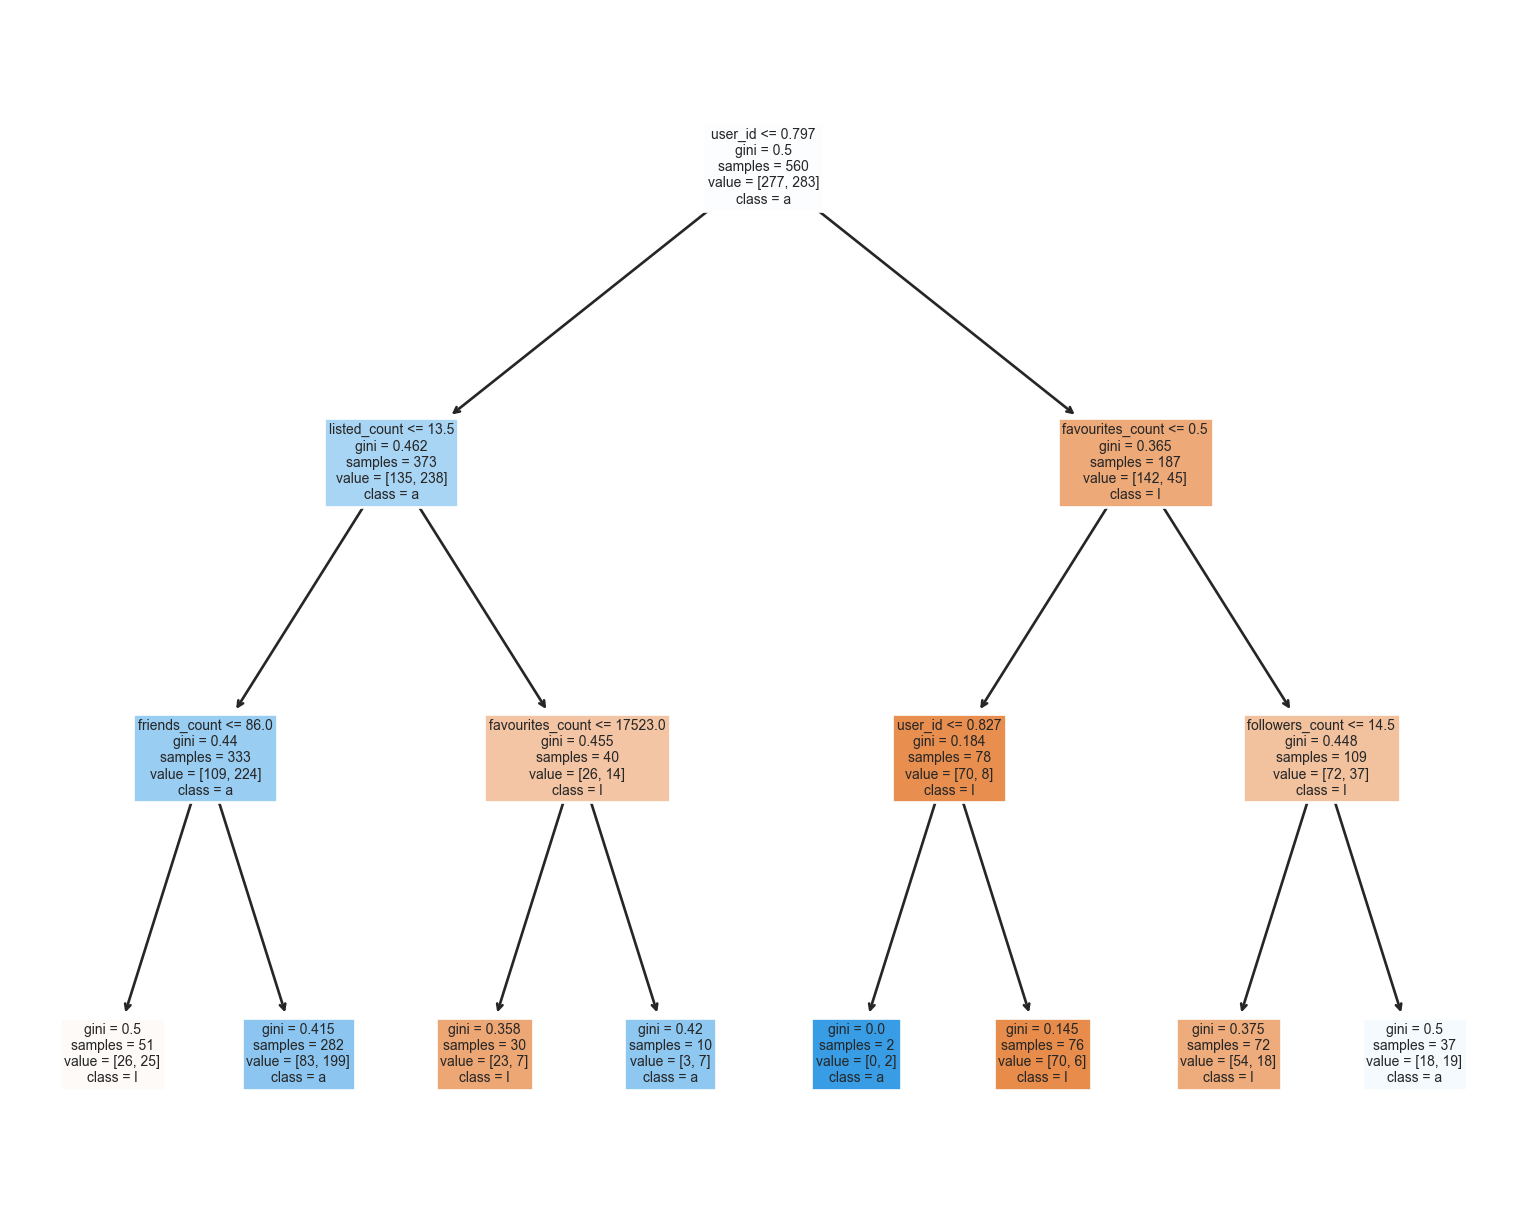 user_id <= 0.797
gini = 0.5
samples = 560
value = [277, 283]
class = a
listed_count <= 13.5
gini = 0.462
samples = 373
value = [135, 238]
class = a
favourites_count <= 0.5
gini = 0.365
samples = 187
value = [142, 45]
class = l
friends_count <= 86.0
gini = 0.44
samples = 333
value = [109, 224]
class = a
favourites_count <= 17523.0
gini = 0.455
samples = 40
value = [26, 14]
class = l
user_id <= 0.827
gini = 0.184
samples = 78
value = [70, 8]
class = l
followers_count <= 14.5
gini = 0.448
samples = 109
value = [72, 37]
class = l
gini = 0.5
samples = 51
value = [26, 25]
class = l
gini = 0.415
samples = 282
value = [83, 199]
class = a
gini = 0.358
samples = 30
value = [23, 7]
class = l
gini = 0.42
samples = 10
value = [3, 7]
class = a
gini = 0.0
samples = 2
value = [0, 2]
class = a
gini = 0.145
samples = 76
value = [70, 6]
class = l
gini = 0.375
samples = 72
value = [54, 18]
class = l
gini = 0.5
samples = 37
value = [18, 19]
class = a